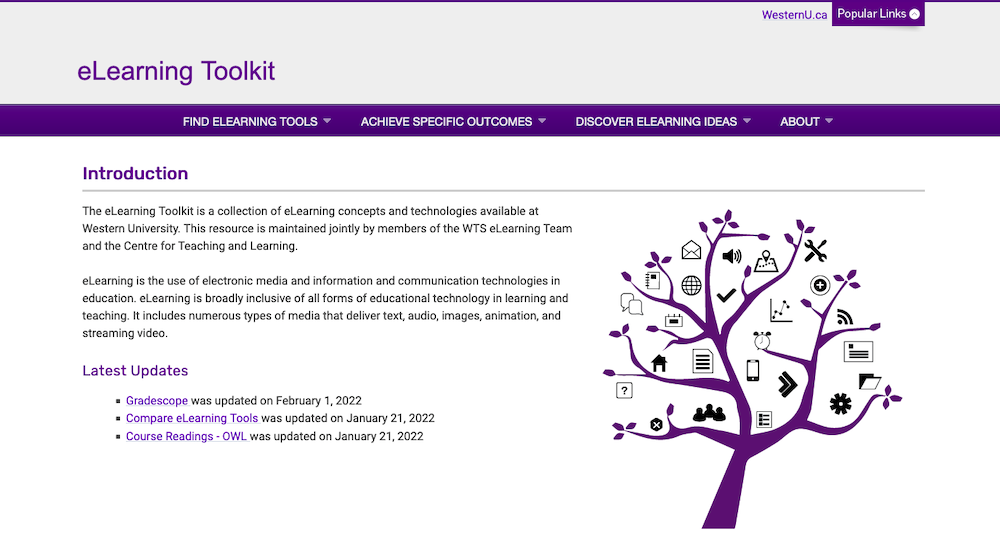 WesternU.ca Popular Links
eLearning Toolkit
FIND ELEARNING TOOLS ACHIEVE SPECIFIC OUTCOMES DISCOVER ELEARNING IDEAS ABOUT
Introduction
The eLearning Toolkit is a collection of eLearning concepts and technologies available at
Western University. This resource is maintained jointly by members of the WTS eLearning Team
and the Centre for Teaching and Learning.
eLearning is the use of electronic media and information and communication technologies in
education. eLearning is broadly inclusive of all forms of educational technology in learning and
teaching. It includes numerous types of media that deliver text, audio, images, animation, and
streaming video.
Latest Updates
Gradescope was updated on February 1, 2022
Compare eLearning Tools was updated on January 21, 2022
Course Readings - OWL was updated on January 21, 2022
?